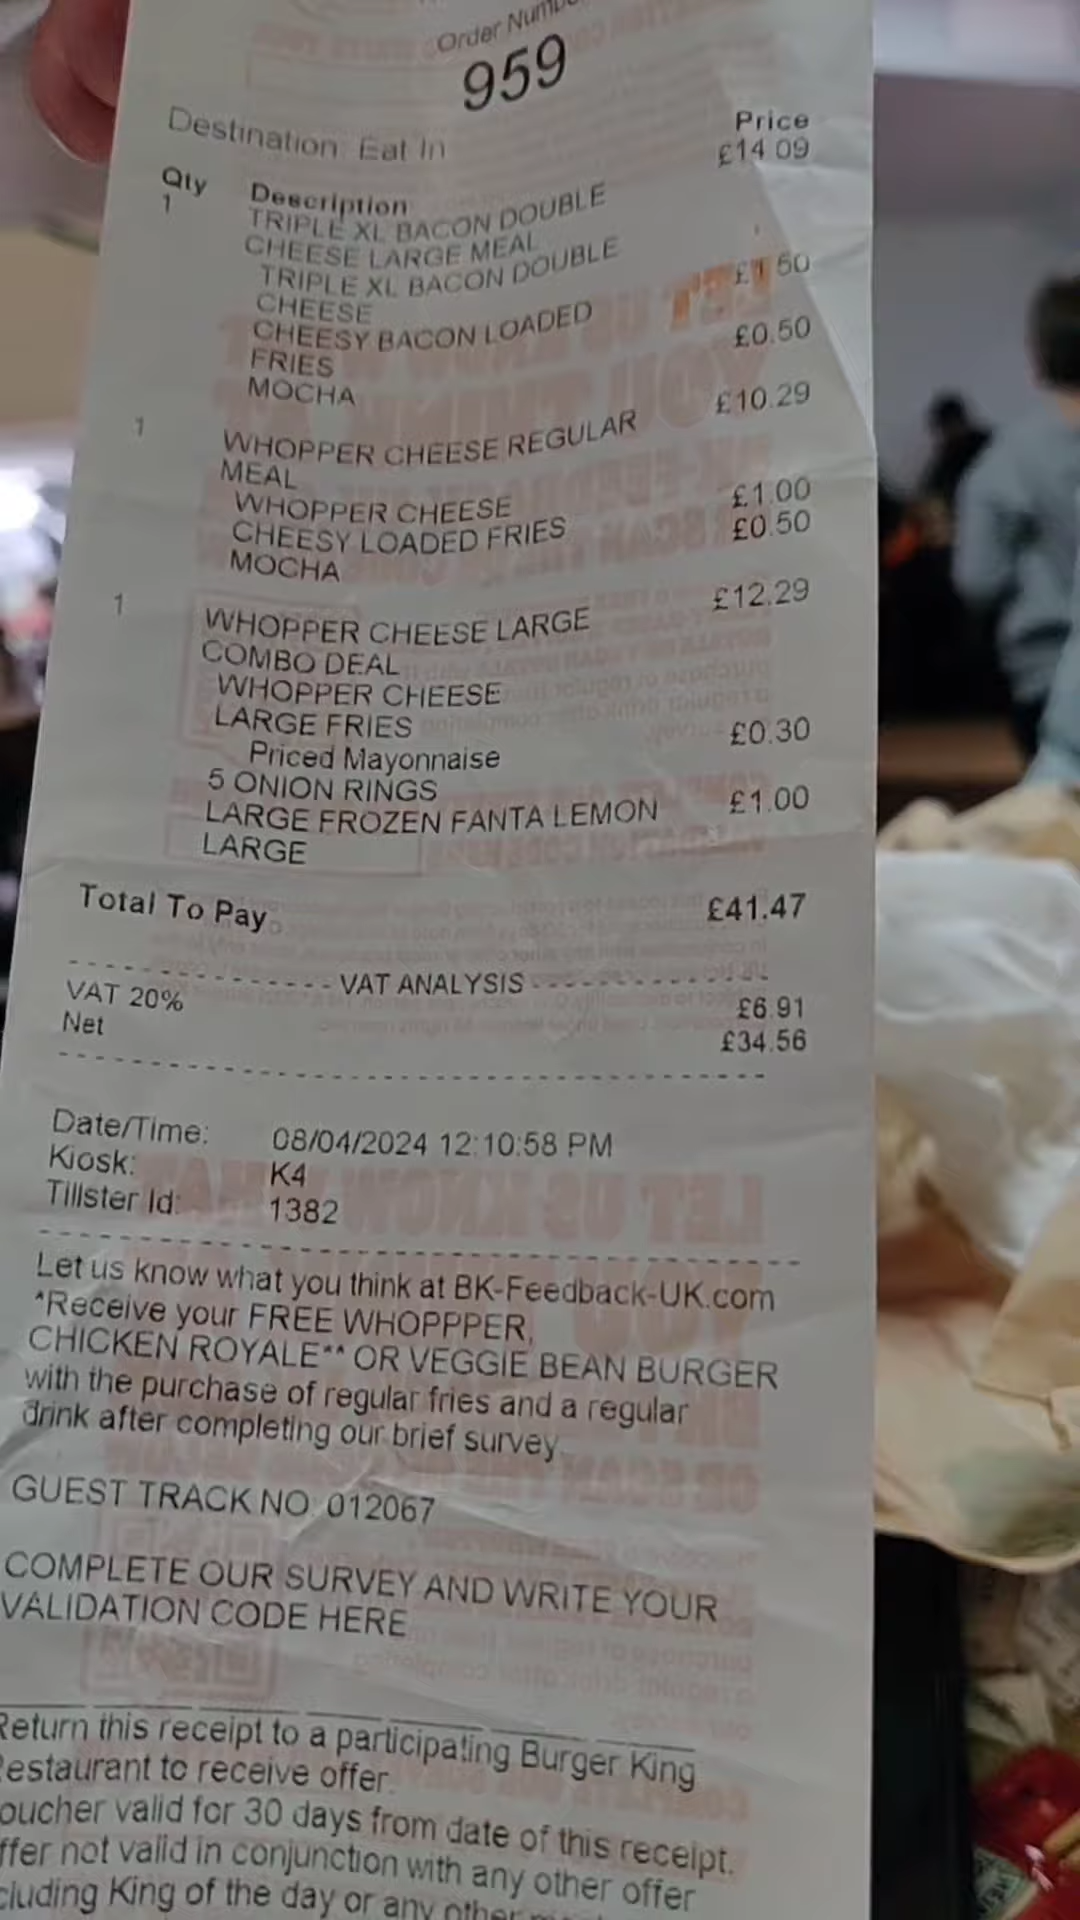 Order Numb
959
Destination: Eat In
Price
Qty Description £14.09
1 TRIPLE XL BACON DOUBLE
CHEESE LARGE MEAL
TRIPLE XL BACON DOUBLE
CHEESE
CHEESY BACON LOADED £1.50
FRIES
MOCHA £0.50
1 WHOPPER CHEESE REGULAR £10.29
MEAL
WHOPPER CHEESE
CHEESY LOADED FRIES £1.00
MOCHA £0.50
1 WHOPPER CHEESE LARGE £12.29
COMBO DEAL
WHOPPER CHEESE
LARGE FRIES
Priced Mayonnaise £0.30
5 ONION RINGS
LARGE FROZEN FANTA LEMON £1.00
LARGE
Total To Pay £41.47
VAT ANALYSIS
VAT 20% £6.91
Net £34.56
Date/Time: 08/04/2024 12:10:58 PM
Kiosk: K4
Tillster Id: 1382
Let us know what you think at BK-Feedback-UK.com
*Receive your FREE WHOPPPER,
CHICKEN ROYALE** OR VEGGIE BEAN BURGER
with the purchase of regular fries and a regular
drink after completing our brief survey.
GUEST TRACK NO. 012067
COMPLETE OUR SURVEY AND WRITE YOUR
VALIDATION CODE HERE
Return this receipt to a participating Burger King
Restaurant to receive offer.
oucher valid for 30 days from date of this receipt.
ffer not valid in conjunction with any other offer
cluding King of the day or any other